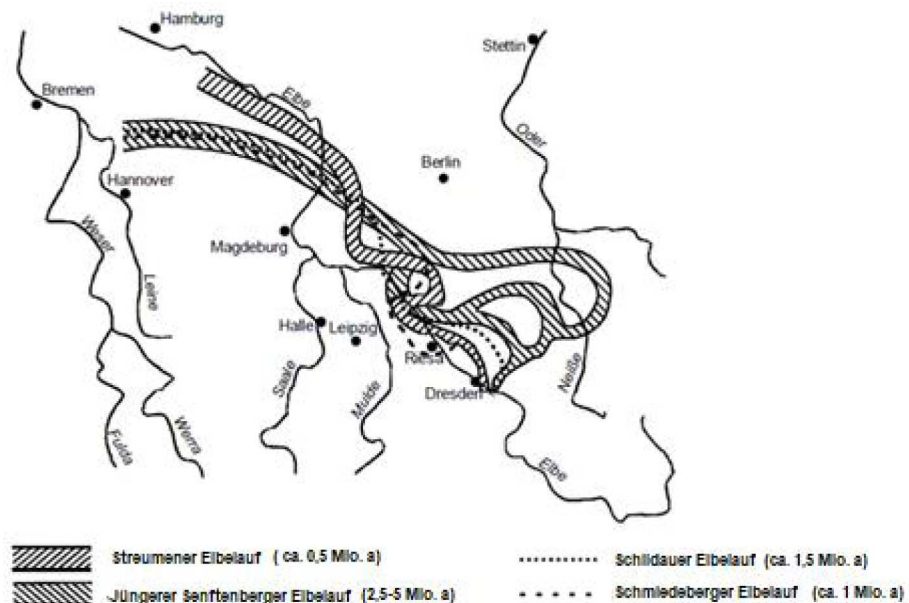 Hamburg
Stettin
Bremen
Elbe
Oder
Berlin
Hannover
Weser
Magdeburg
Leine
Halle
Leipzig
Riesa
Saale
Mulde
Dresden
Neiße
Fulda
Werra
Elbe
Streumener Elbelauf ( ca. 0,5 Mio. a)
Schildauer Elbelauf (ca. 1,5 Mio. a)
Jüngerer Senftenberger Elbelauf (2,5-5 Mio. a)
Schmiedeberger Elbelauf (ca. 1 Mio. a)